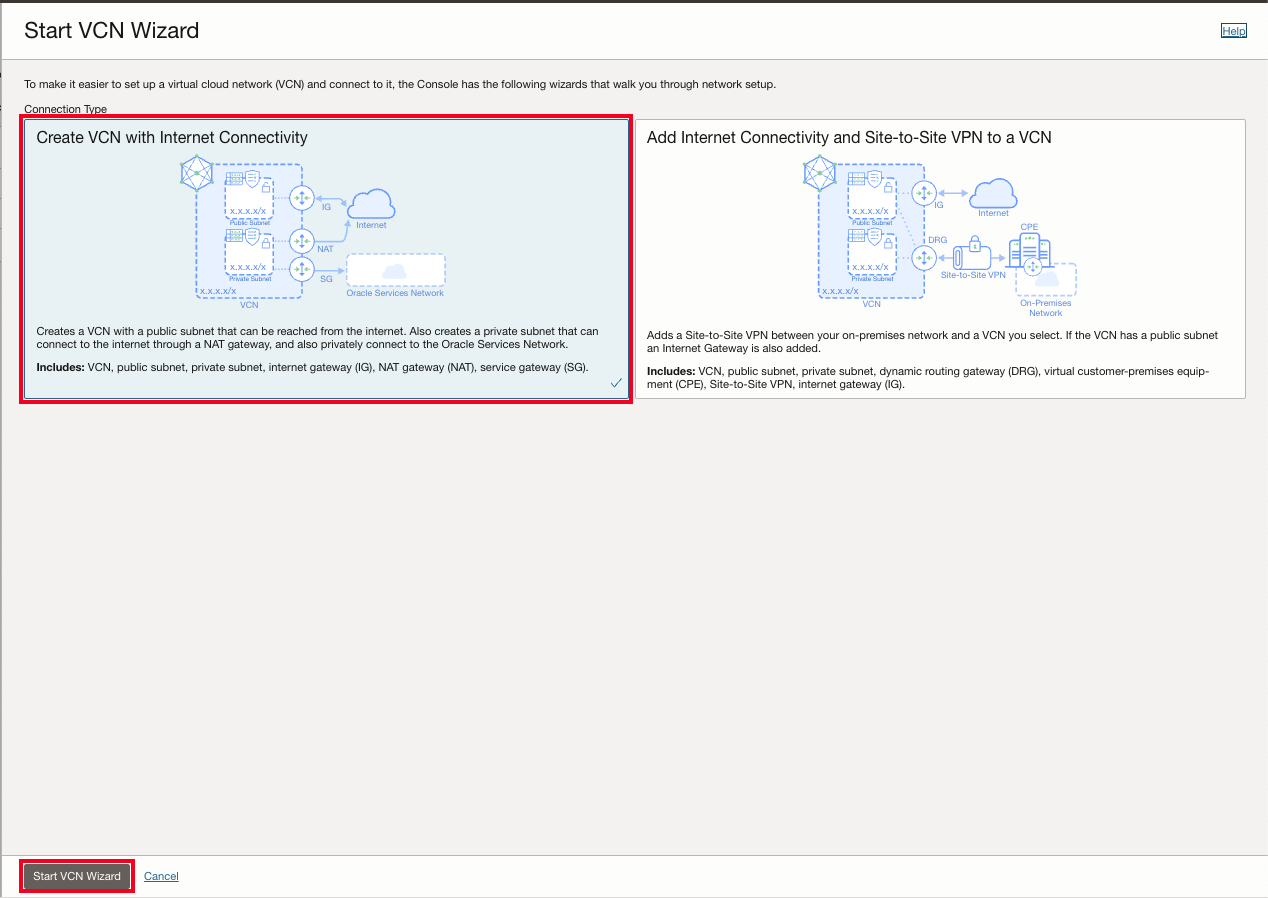 Start VCN Wizard
Help
To make it easier to set up a virtual cloud network (VCN) and connect to it, the Console has the following wizards that walk you through network setup.
Connection Type
Create VCN with Internet Connectivity
x.x.x.x/x
Public Subnet
IG
Internet
NAT
x.x.x.x/x
Private Subnet
SG
x.x.x.x/x
Oracle Services Network
VCN
Creates a VCN with a public subnet that can be reached from the internet. Also creates a private subnet that can
connect to the internet through a NAT gateway, and also privately connect to the Oracle Services Network.
Includes: VCN, public subnet, private subnet, internet gateway (IG), NAT gateway (NAT), service gateway (SG).
Add Internet Connectivity and Site-to-Site VPN to a VCN
x.x.x.x/x
Public Subnet
IG
Internet
DRG
CPE
x.x.x.x/x
Private Subnet
Site-to-Site VPN
x.x.x.x/x
VCN
On-Premises
Network
Adds a Site-to-Site VPN between your on-premises network and a VCN you select. If the VCN has a public subnet
an Internet Gateway is also added.
Includes: VCN, public subnet, private subnet, dynamic routing gateway (DRG), virtual customer-premises equip-
ment (CPE), Site-to-Site VPN, internet gateway (IG).
Start VCN Wizard
Cancel